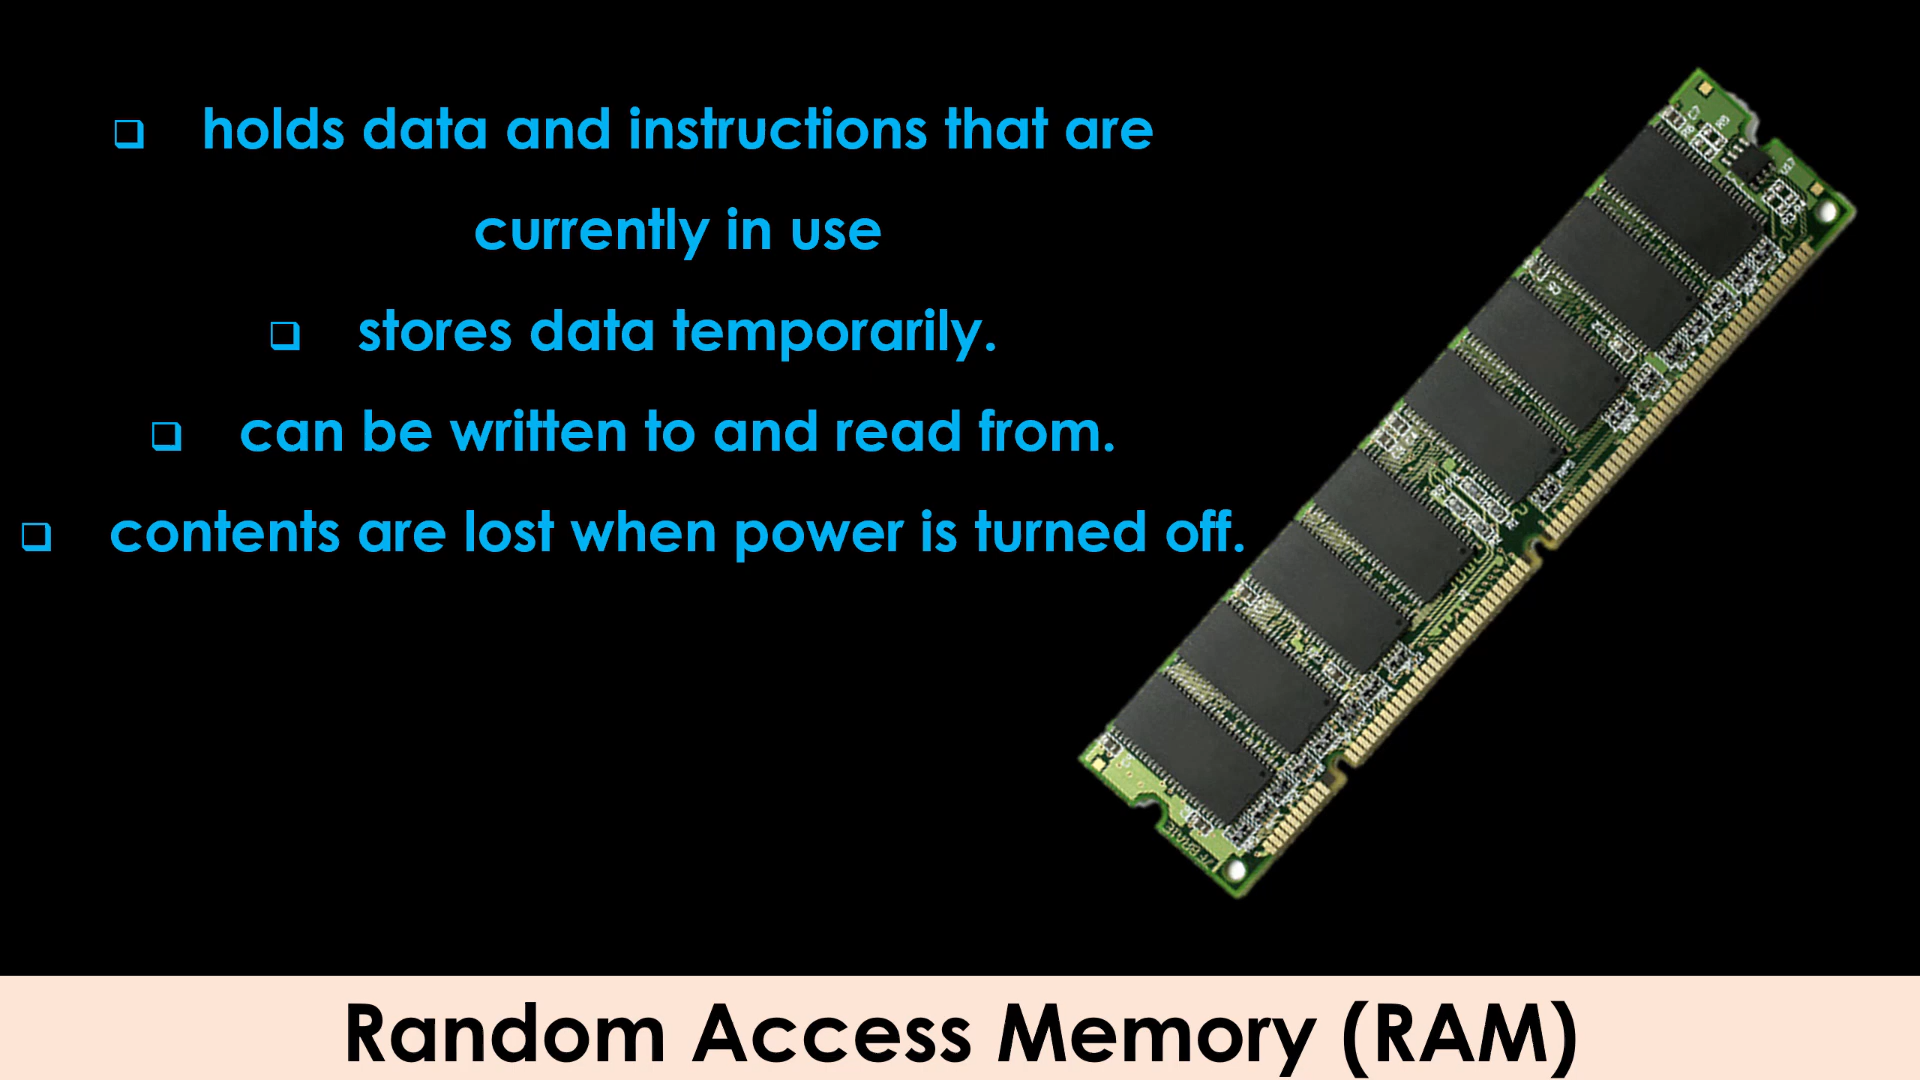 ❑ holds data and instructions that are
currently in use
❑ stores data temporarily.
❑ can be written to and read from.
❑ contents are lost when power is turned off.
Random Access Memory (RAM)